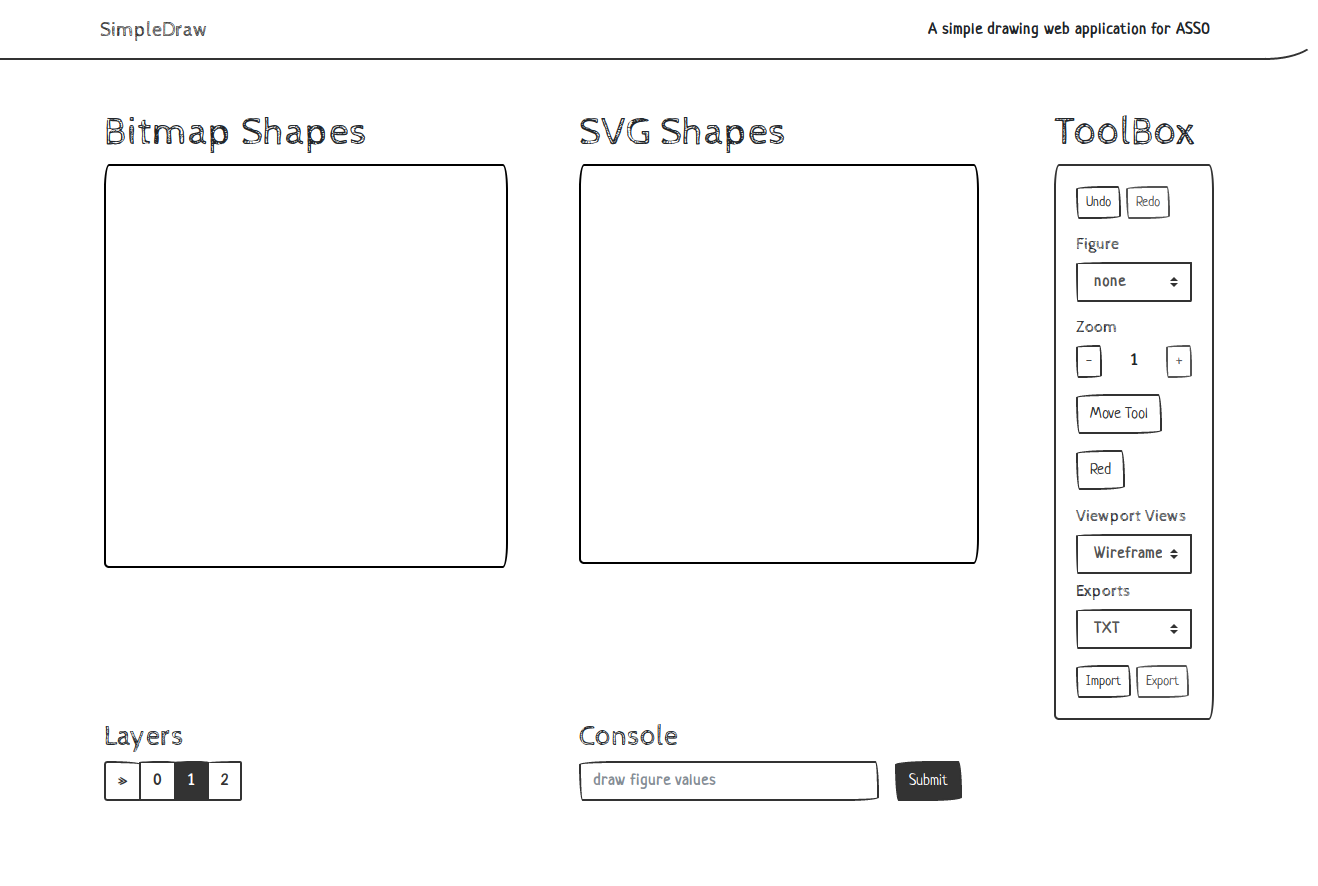 SimpleDraw
A simple drawing web application for ASSO
Bitmap Shapes
SVG Shapes
ToolBox
Undo Redo
Figure
none
Zoom
- 1 +
Move Tool
Red
Viewport Views
Wireframe
Exports
TXT
Import Export
Layers
» 0 1 2
Console
draw figure values
Submit